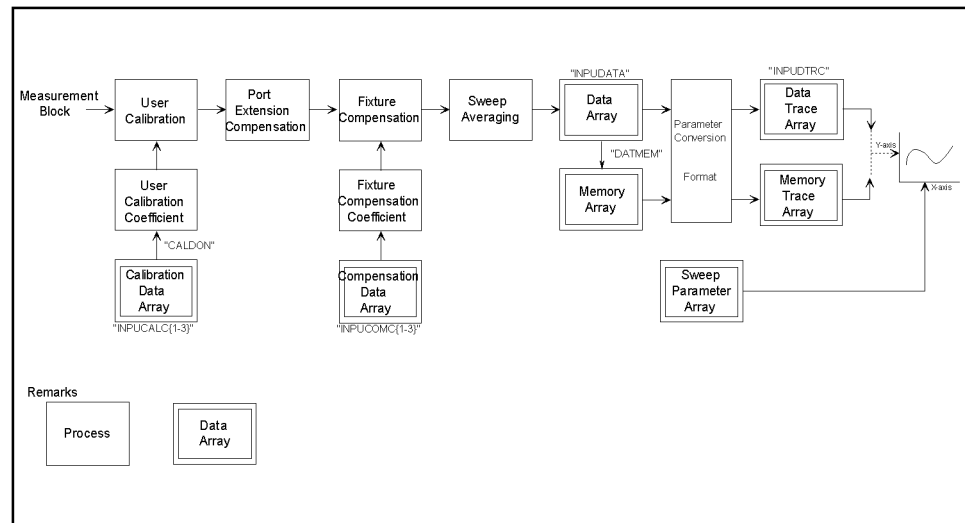 "INPUDATA"
"INPUDTRC"
Measurement
Block
User
Calibration
Port
Extension
Compensation
Fixture
Compensation
Sweep
Averaging
Data
Array
Parameter
Conversion
Format
Data
Trace
Array
Y-axis
X-axis
"DATMEM"
User
Calibration
Coefficient
Fixture
Compensation
Coefficient
Memory
Array
Memory
Trace
Array
"CALDON"
Calibration
Data
Array
Compensation
Data
Array
Sweep
Parameter
Array
"INPUCALC{1-3}"
"INPUCOMC{1-3}"
Remarks
Process
Data
Array